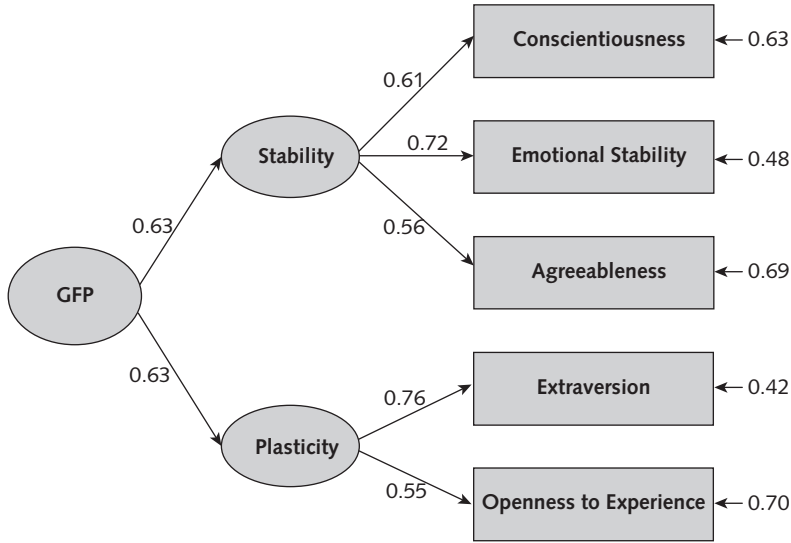 Conscientiousness
0.63
0.61
Stability
0.72
Emotional Stability
0.48
0.63
0.56
Agreeableness
0.69
GFP
0.63
0.76
Extraversion
0.42
Plasticity
0.55
Openness to Experience
0.70